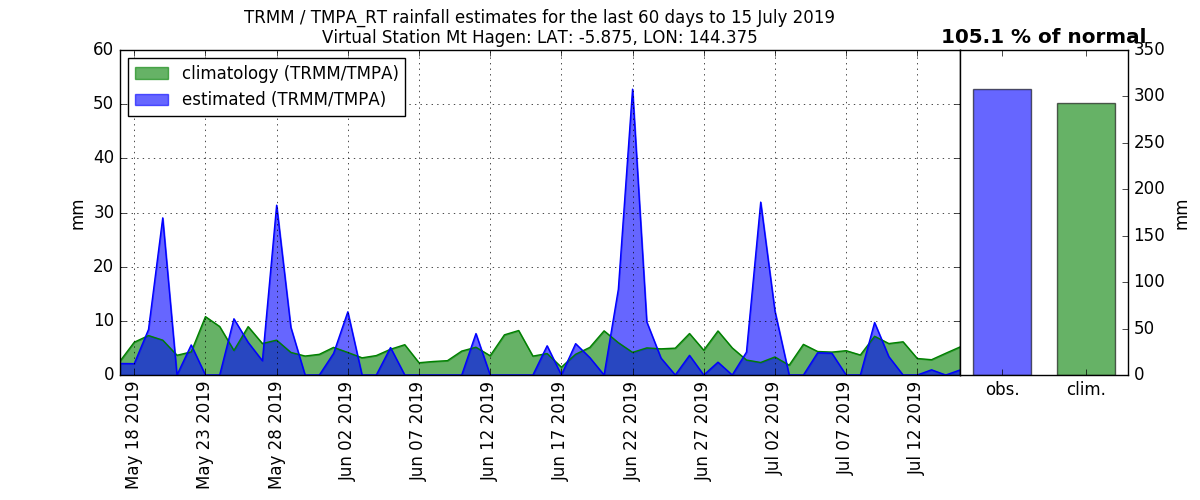 TRMM / TMPA_RT rainfall estimates for the last 60 days to 15 July 2019
Virtual Station Mt Hagen: LAT: -5.875, LON: 144.375
105.1 % of normal
climatology (TRMM/TMPA)
estimated (TRMM/TMPA)
mm
60
50
40
30
20
10
0
May 18 2019
May 23 2019
May 28 2019
Jun 02 2019
Jun 07 2019
Jun 12 2019
Jun 17 2019
Jun 22 2019
Jun 27 2019
Jul 02 2019
Jul 07 2019
Jul 12 2019
obs.
clim.
350
300
250
200
150
100
50
0
mm